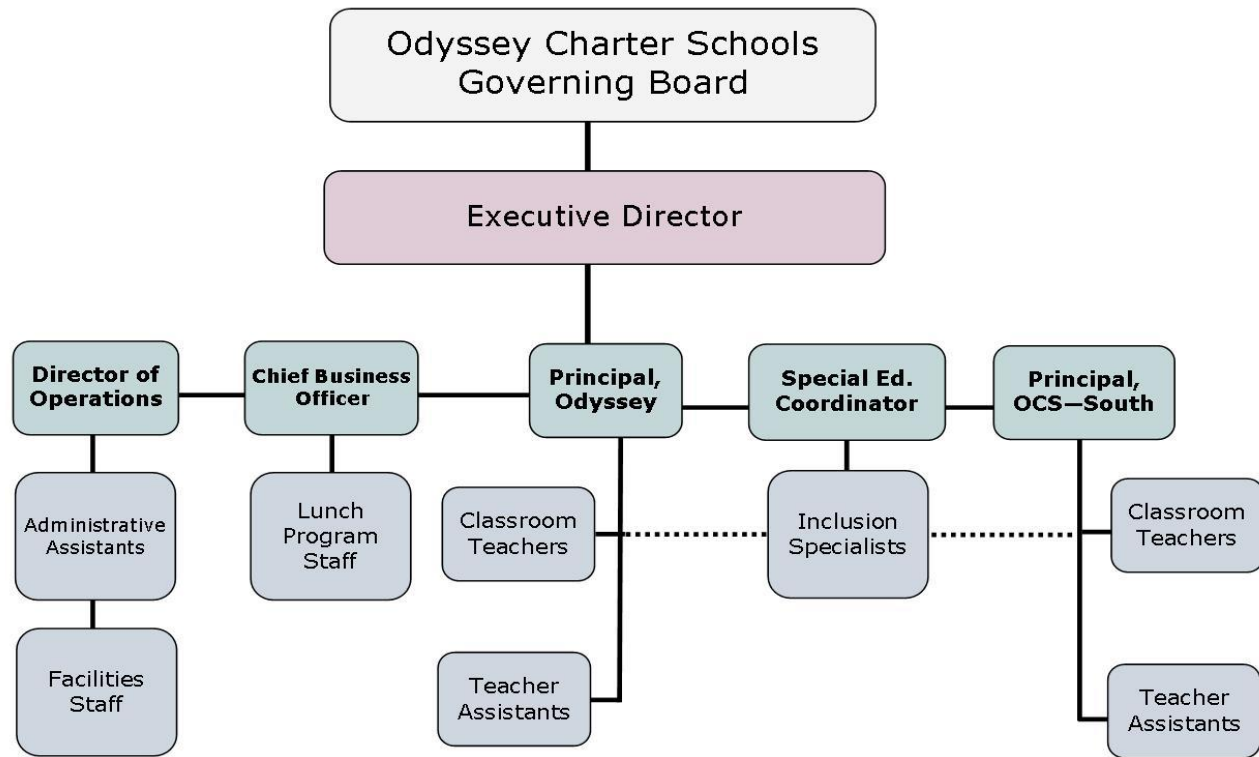 Odyssey Charter Schools
Governing Board
Executive Director
Director of
Operations
Chief Business
Officer
Principal,
Odyssey
Special Ed.
Coordinator
Principal,
OCS—South
Administrative
Assistants
Lunch
Program
Staff
Classroom
Teachers
Inclusion
Specialists
Classroom
Teachers
Facilities
Staff
Teacher
Assistants
Teacher
Assistants